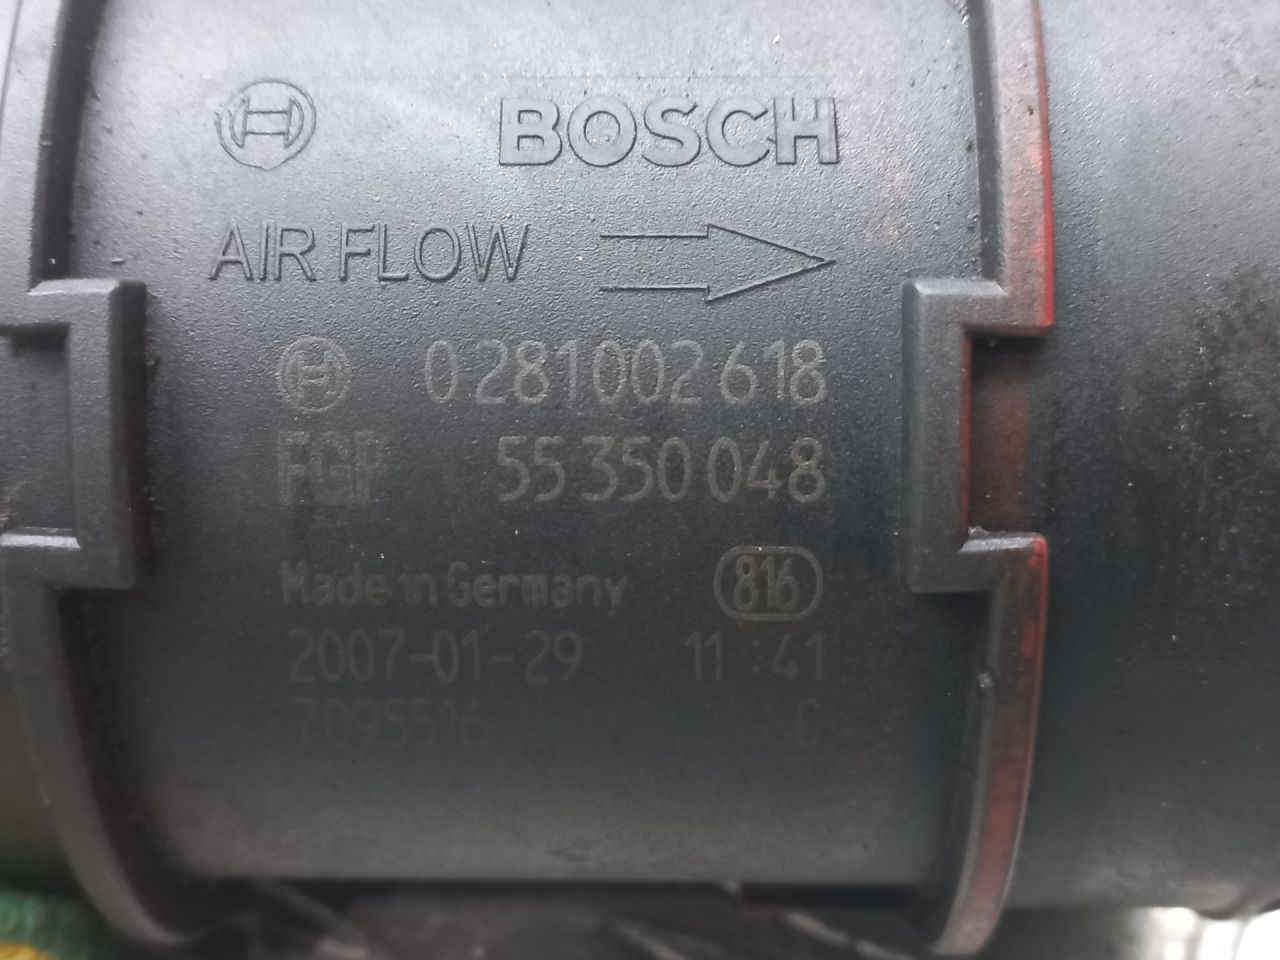 BOSCH
AIR FLOW
0 281 002 618
FGP 55 350 048
Made in Germany 816
2007-01-29 11:41
7095516 C